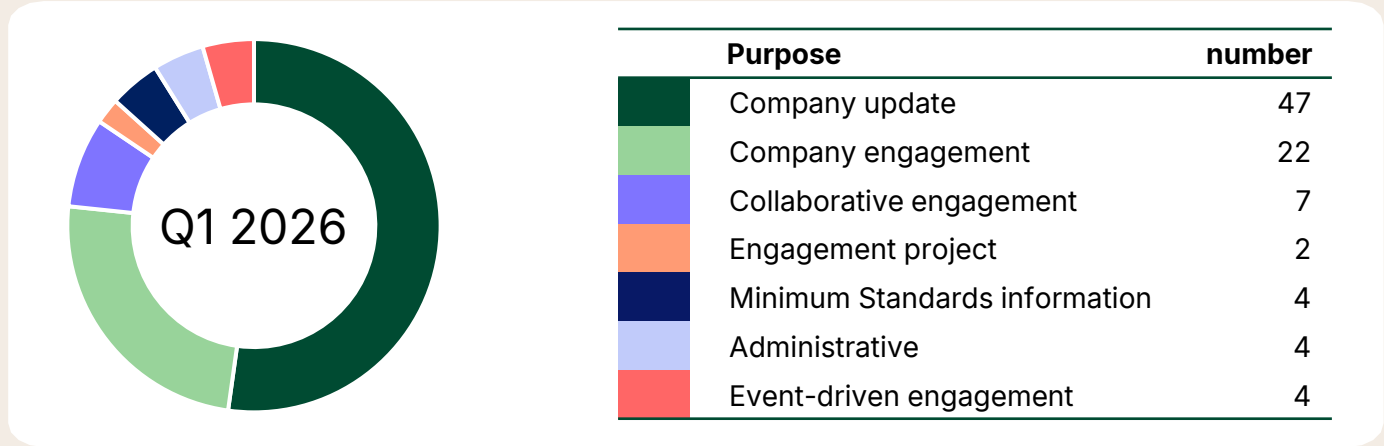 Q1 2026
Purpose number
Company update 47
Company engagement 22
Collaborative engagement 7
Engagement project 2
Minimum Standards information 4
Administrative 4
Event-driven engagement 4